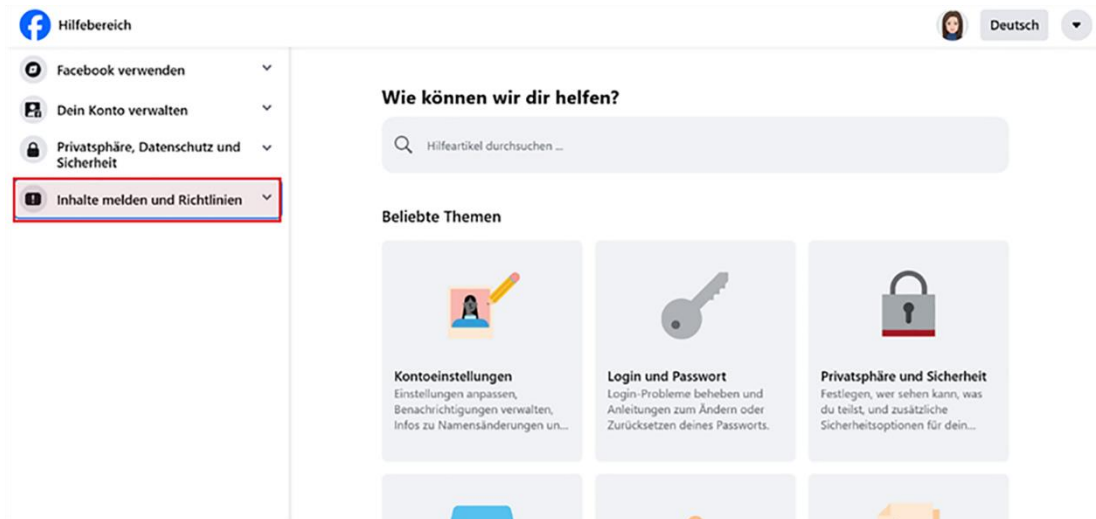 Hilfebereich
Deutsch
Facebook verwenden
Dein Konto verwalten
Privatsphäre, Datenschutz und
Sicherheit
Inhalte melden und Richtlinien
Wie können wir dir helfen?
Hilfeartikel durchsuchen ...
Beliebte Themen
Kontoeinstellungen
Einstellungen anpassen,
Benachrichtigungen verwalten,
Infos zu Namensänderungen un...
Login und Passwort
Login-Probleme beheben und
Anleitungen zum Ändern oder
Zurücksetzen deines Passworts.
Privatsphäre und Sicherheit
Festlegen, wer sehen kann, was
du teilst, und zusätzliche
Sicherheitsoptionen für dein...